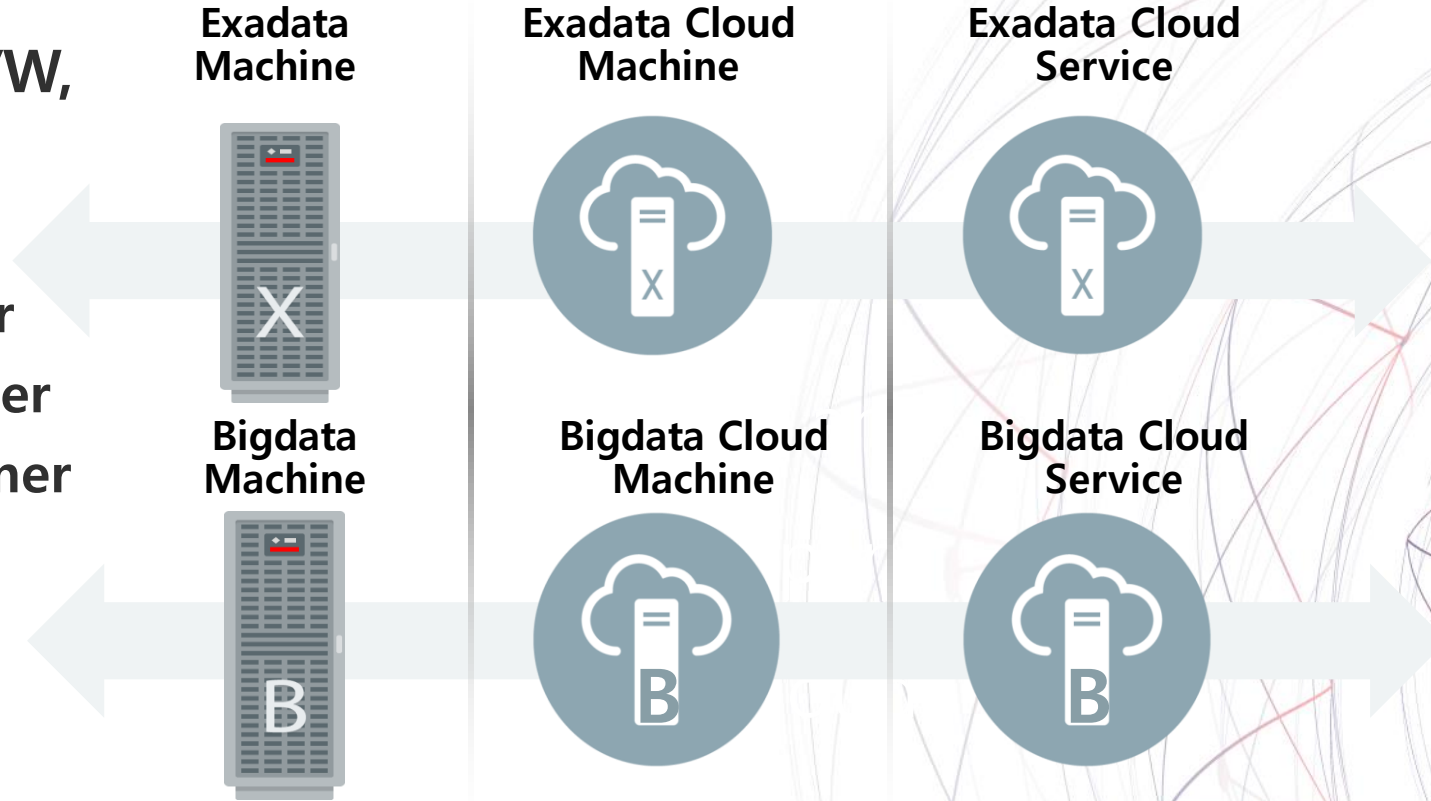 Exadata
Machine
Exadata Cloud
Machine
Exadata Cloud
Service
X
X
X
Bigdata
Machine
Bigdata Cloud
Machine
Bigdata Cloud
Service
B
B
B